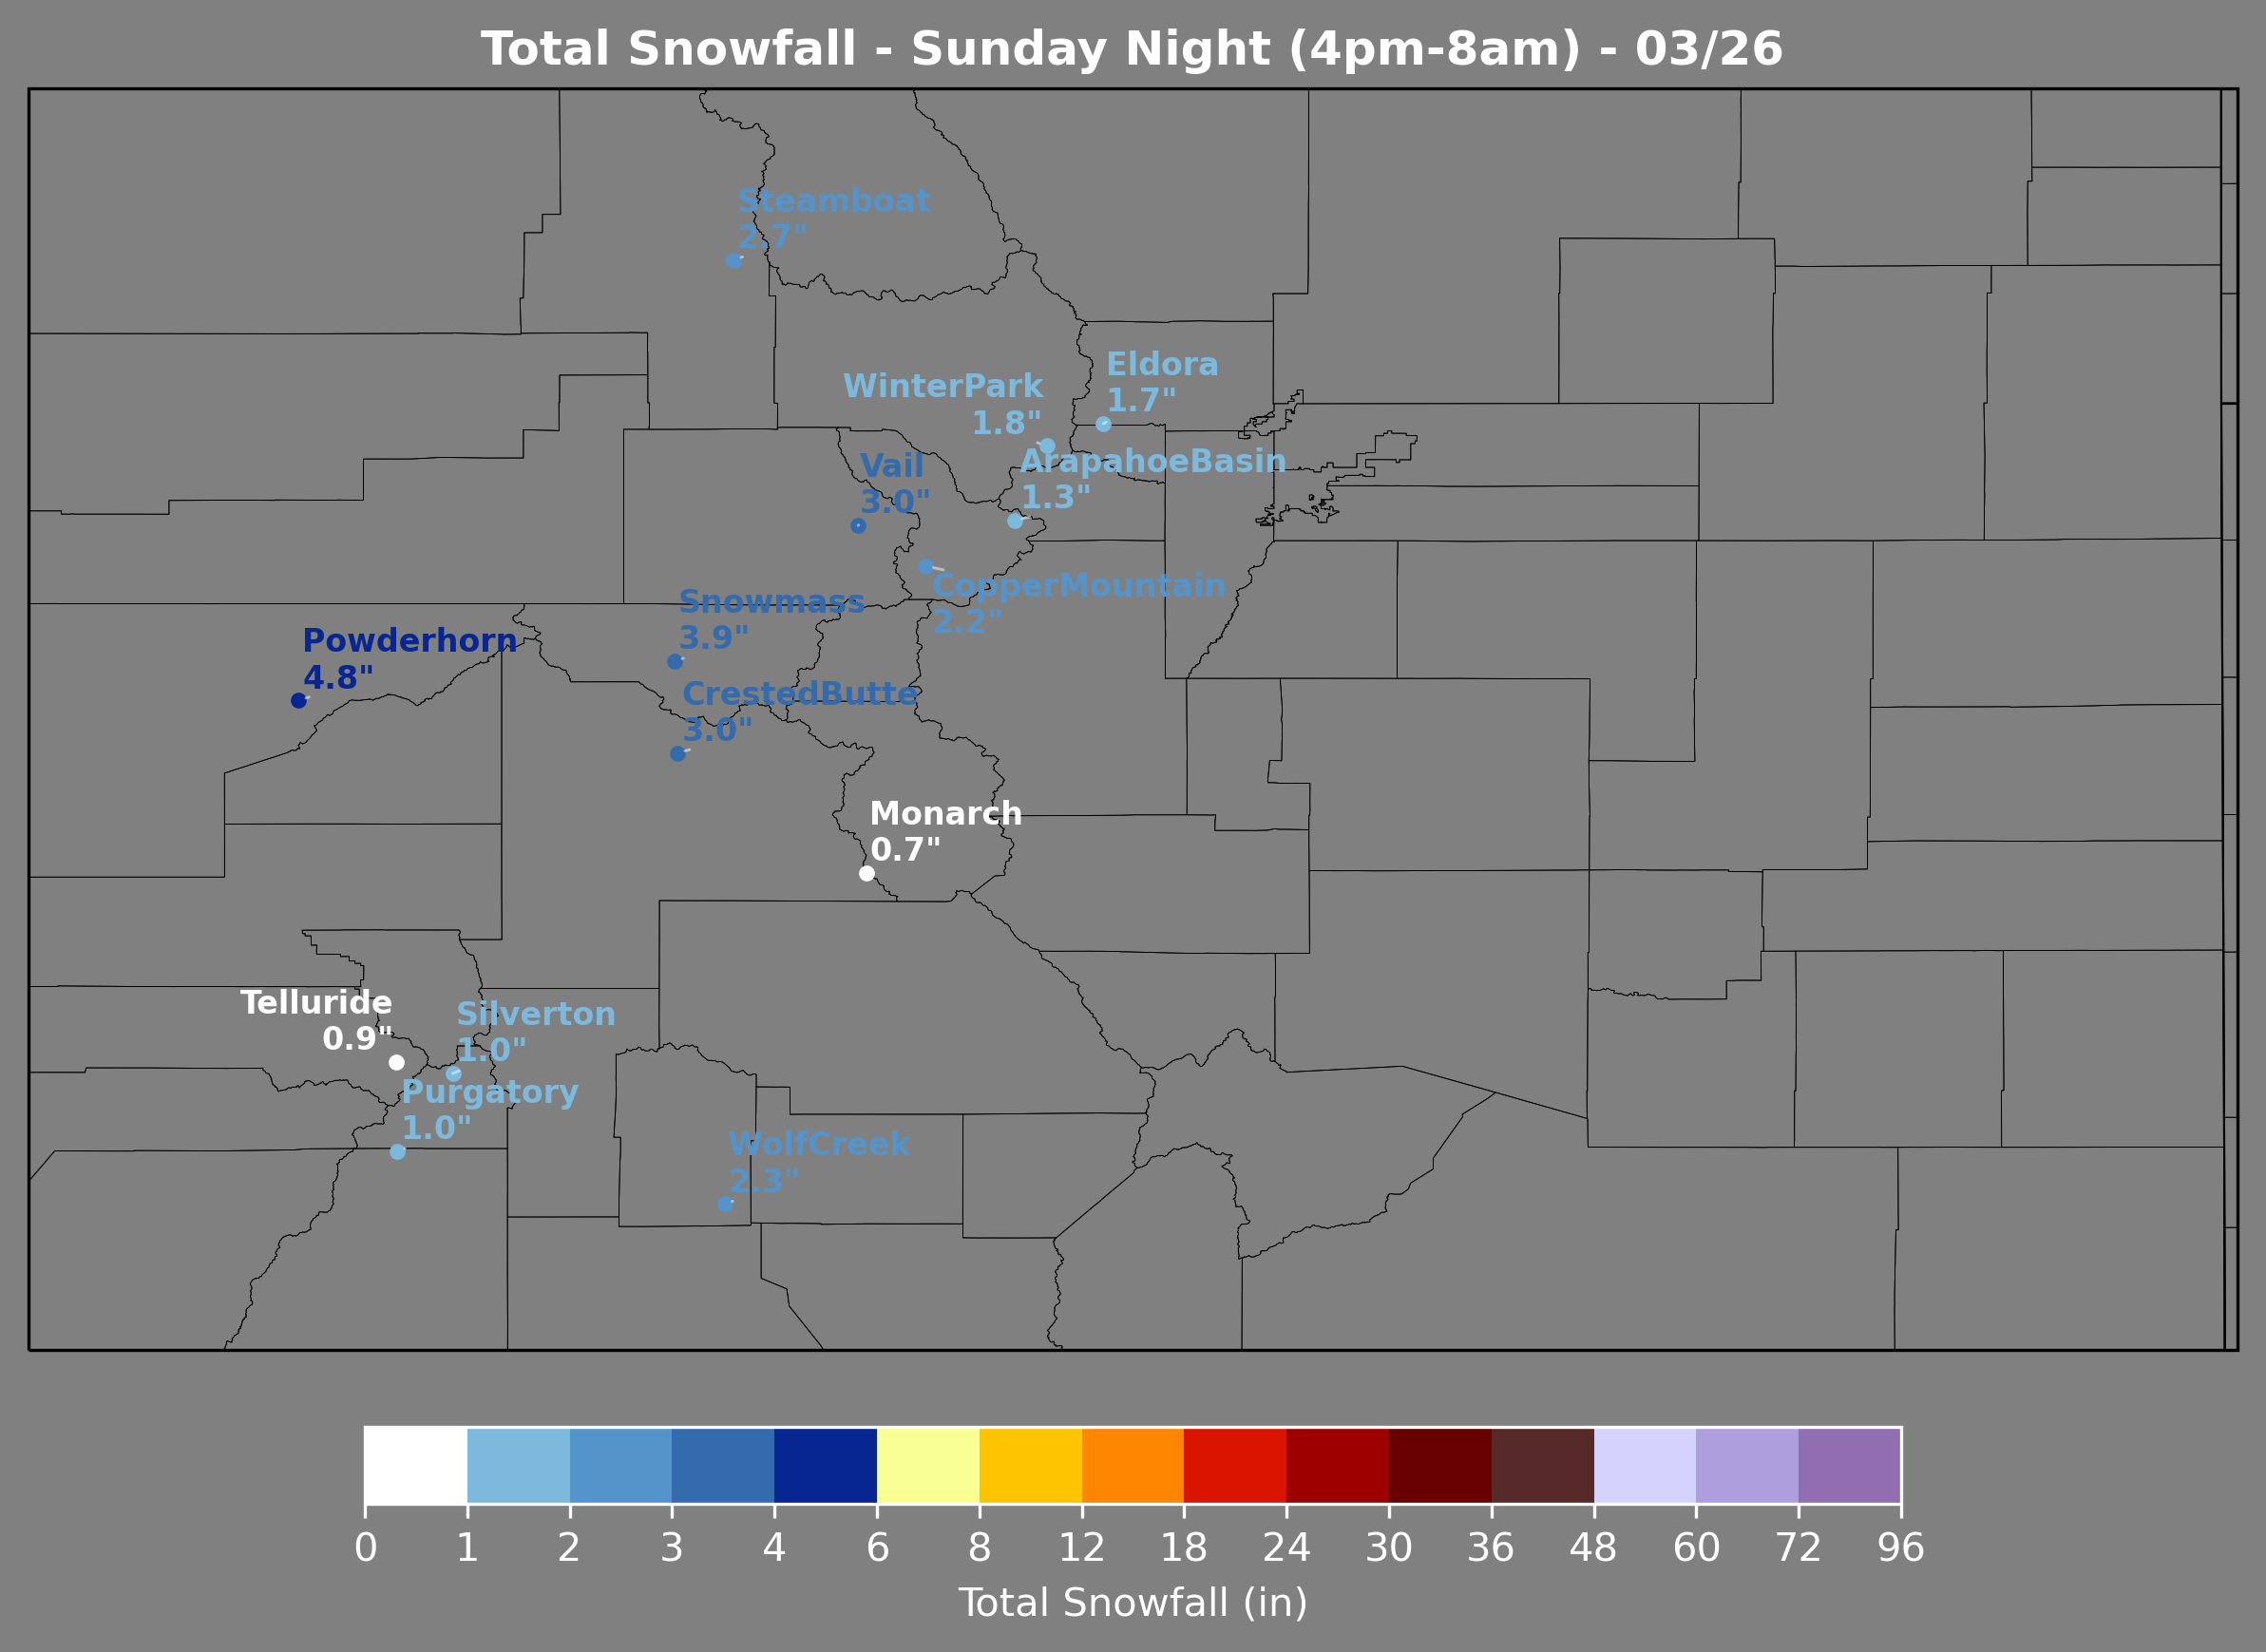 Total Snowfall - Sunday Night (4pm-8am) - 03/26
Steamboat
2.7"
Eldora
1.7"
WinterPark
1.8"
ArapahoeBasin
1.3"
Vail
3.0"
CopperMountain
2.2"
Snowmass
3.9"
Powderhorn
4.8"
CrestedButte
3.0"
Monarch
0.7"
Telluride
0.9"
Silverton
1.0"
Purgatory
1.0"
WolfCreek
2.3"
0 1 2 3 4 6 8 12 18 24 30 36 48 60 72 96
Total Snowfall (in)